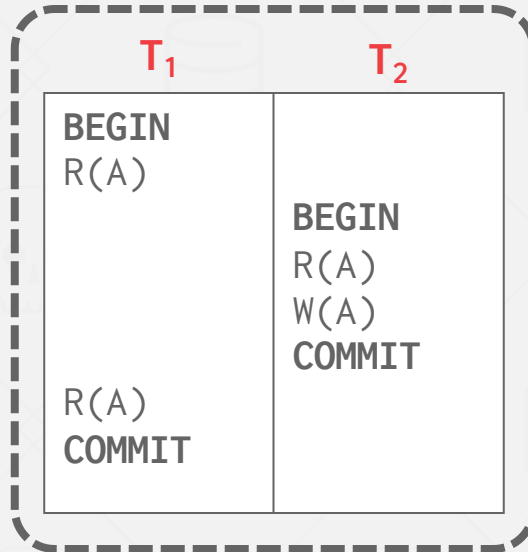 T₁ T₂
BEGIN
R(A)
BEGIN
R(A)
W(A)
COMMIT
R(A)
COMMIT